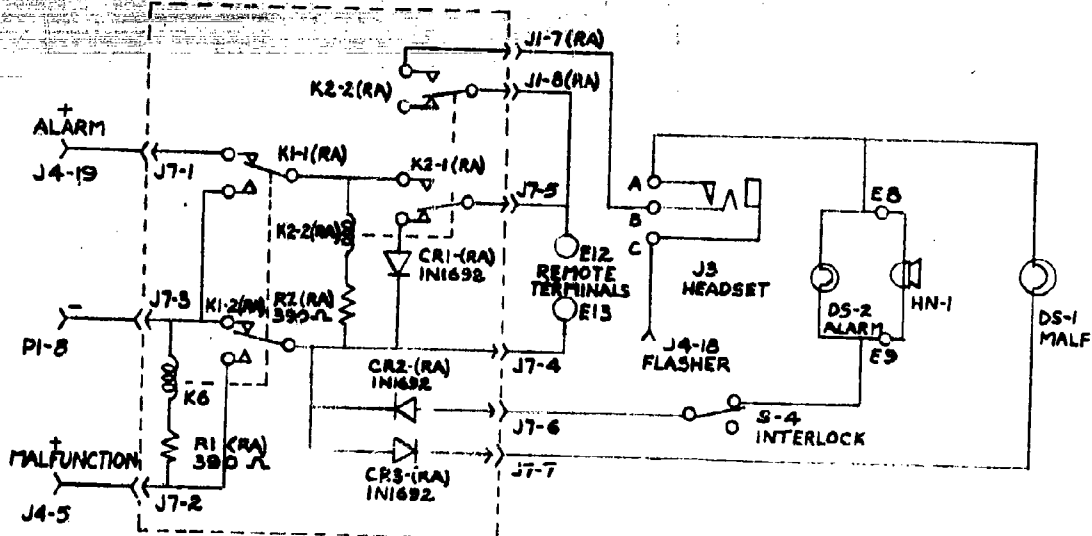 J1-7(RA)
K2-2(RA)
J1-8(RA)
+
ALARM
J4-19
J7-1
K1-1(RA)
K2-1(RA)
J7-5
A
B
C
E8
K2-2(RA)
CR1-(RA)
1N1692
E12
REMOTE
TERMINALS
E13
J3
HEADSET
DS-2
ALARM
HN-1
DS-1
MALF
E9
−
P1-8
J7-3
K1-2(RA)
R2(RA)
390Ω
J7-4
J4-18
FLASHER
CR2-(RA)
1N1692
K6
J7-6
S-4
INTERLOCK
+
MALFUNCTION
R1 (RA)
390 Ω
CR3-(RA)
1N1692
J7-7
J4-5
J7-2